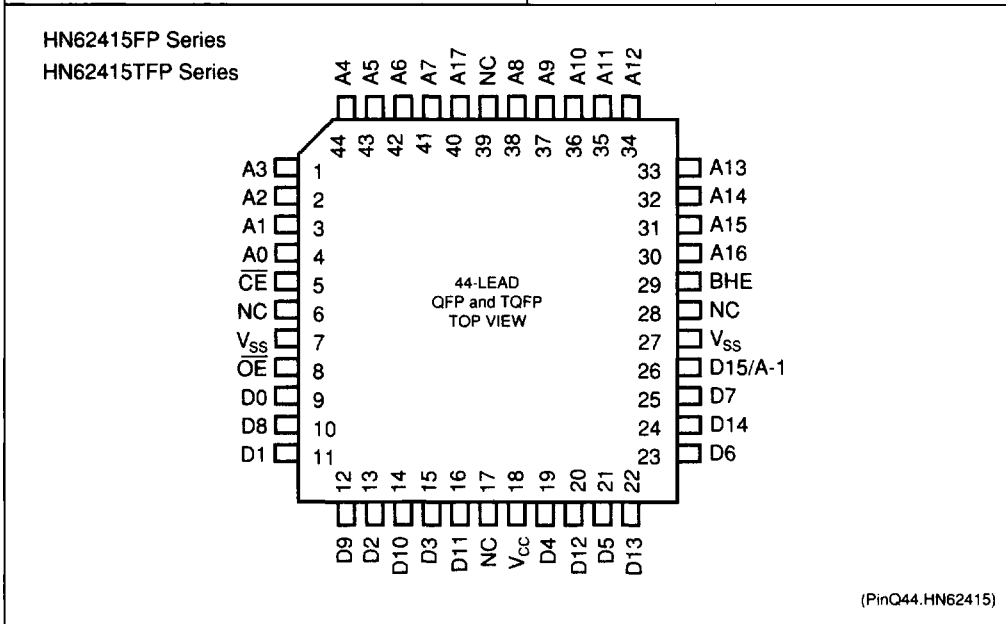 HN62415FP Series
HN62415TFP Series
A4 A5 A6 A7 A17 NC A8 A9 A10 A11 A12
44 43 42 41 40 39 38 37 36 35 34
A3 1 33 A13
A2 2 32 A14
A1 3 31 A15
A0 4 30 A16
C̅E̅ 5 29 BHE
NC 6 28 NC
VSS 7 27 VSS
O̅E̅ 8 26 D15/A-1
D0 9 25 D7
D8 10 24 D14
D1 11 23 D6
44-LEAD
QFP and TQFP
TOP VIEW
12 13 14 15 16 17 18 19 20 21 22
D9 D2 D10 D3 D11 NC VCC D4 D12 D5 D13
(PinQ44.HN62415)